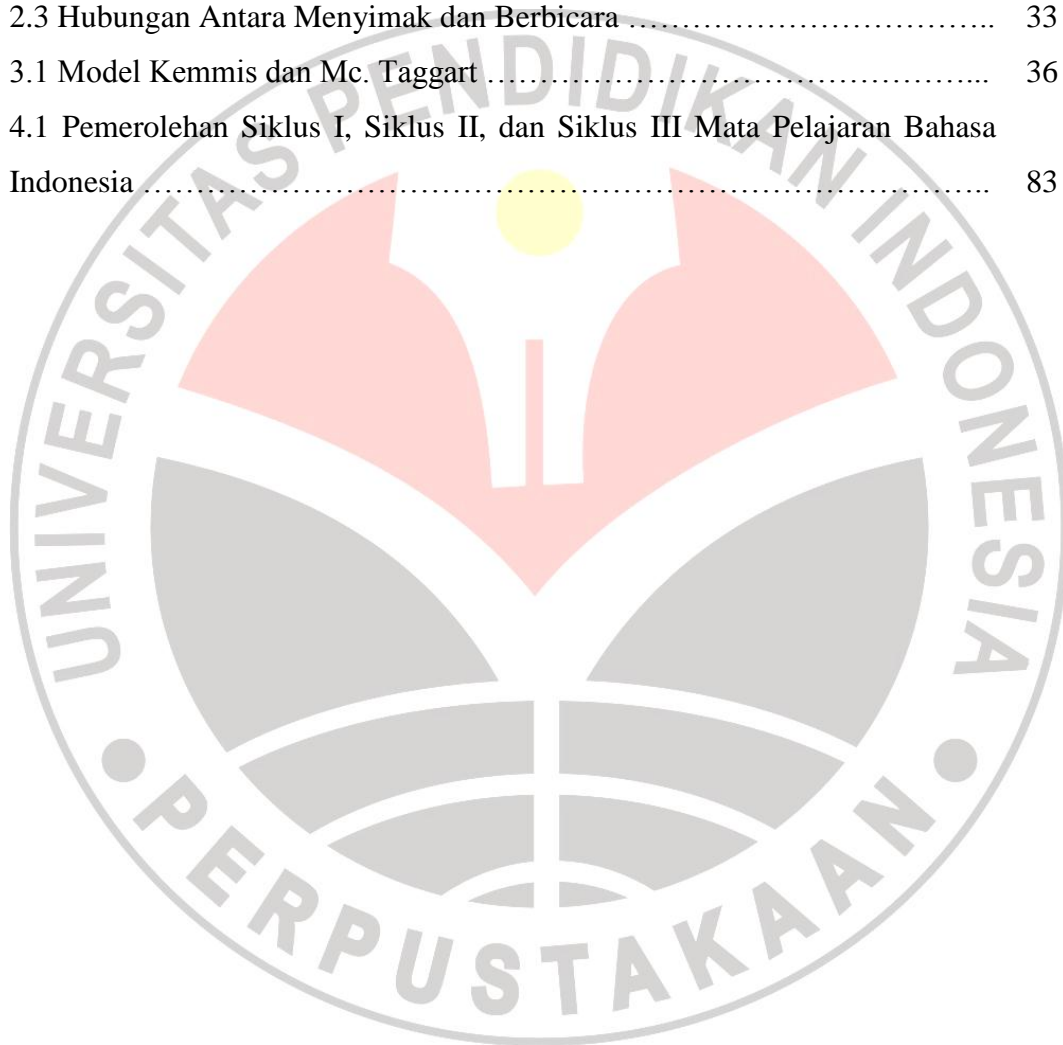 2.3 Hubungan Antara Menyimak dan Berbicara ………………………….. 33
3.1 Model Kemmis dan Mc. Taggart …………………………………………... 36
4.1 Pemerolehan Siklus I, Siklus II, dan Siklus III Mata Pelajaran Bahasa
Indonesia ………………………………………………………………………….. 83
UNIVERSITAS PENDIDIKAN INDONESIA
PERPUSTAKAAN